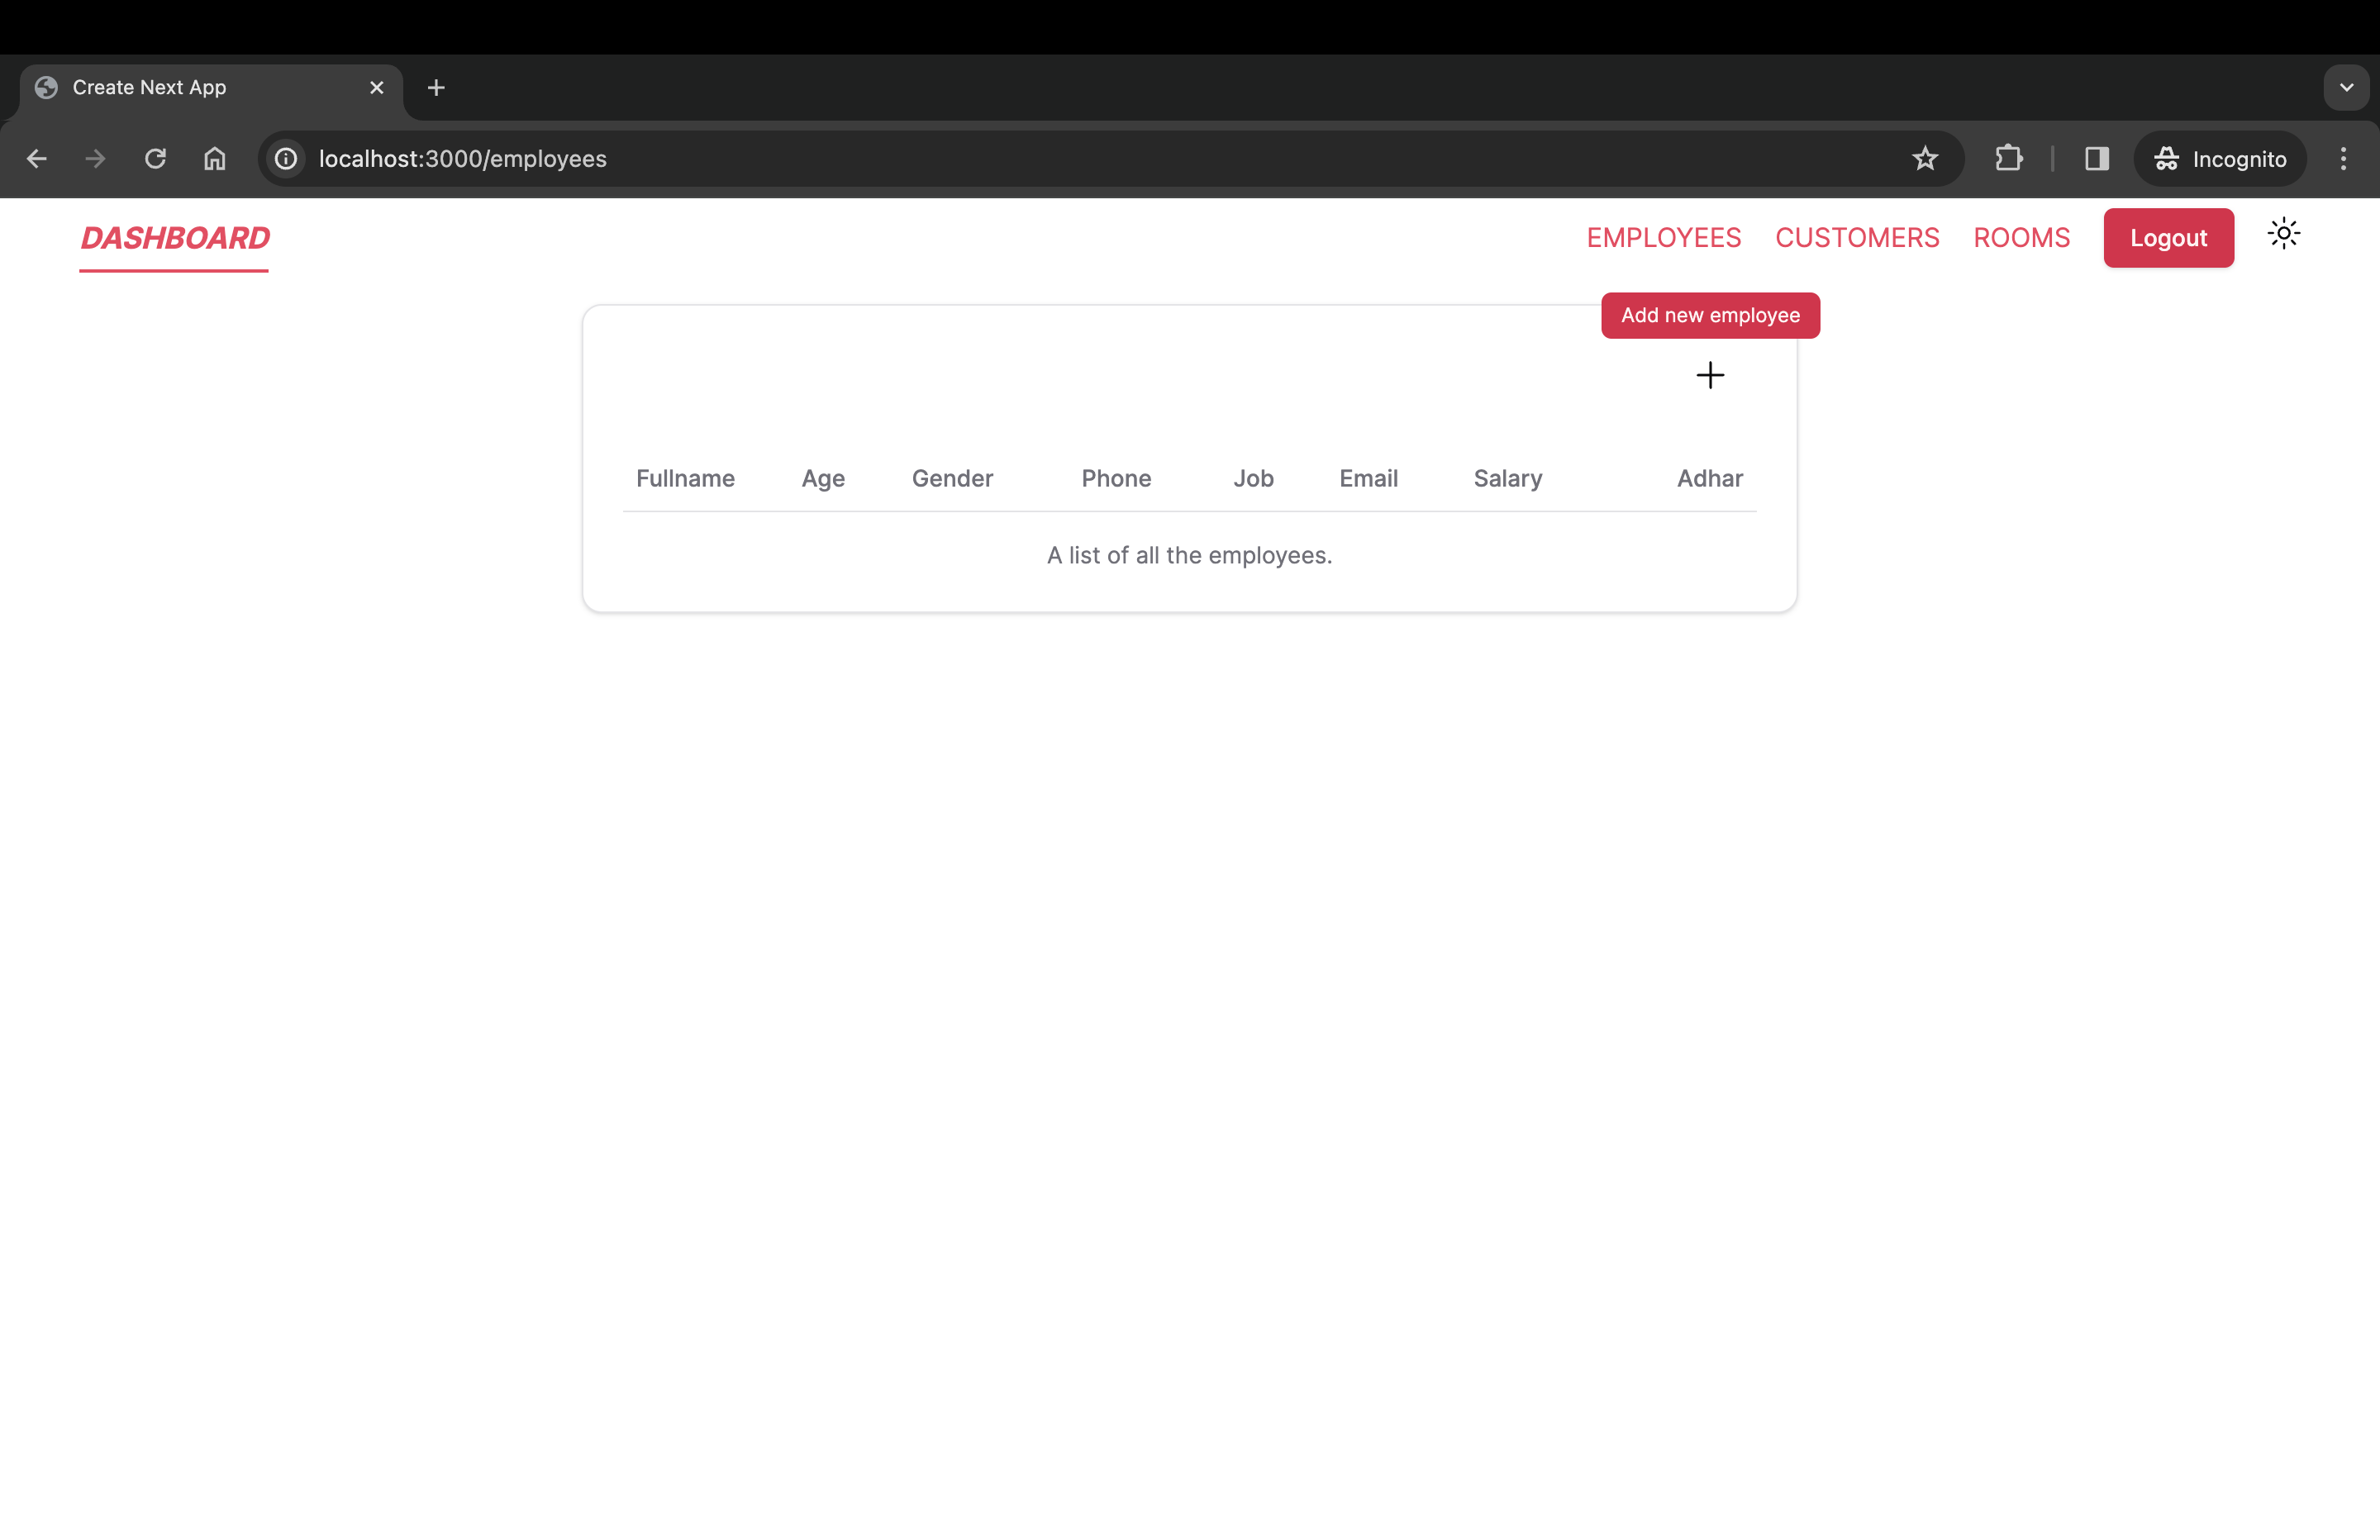 Create Next App
localhost:3000/employees
Incognito
DASHBOARD
EMPLOYEES CUSTOMERS ROOMS Logout
Add new employee
Fullname Age Gender Phone Job Email Salary Adhar
A list of all the employees.